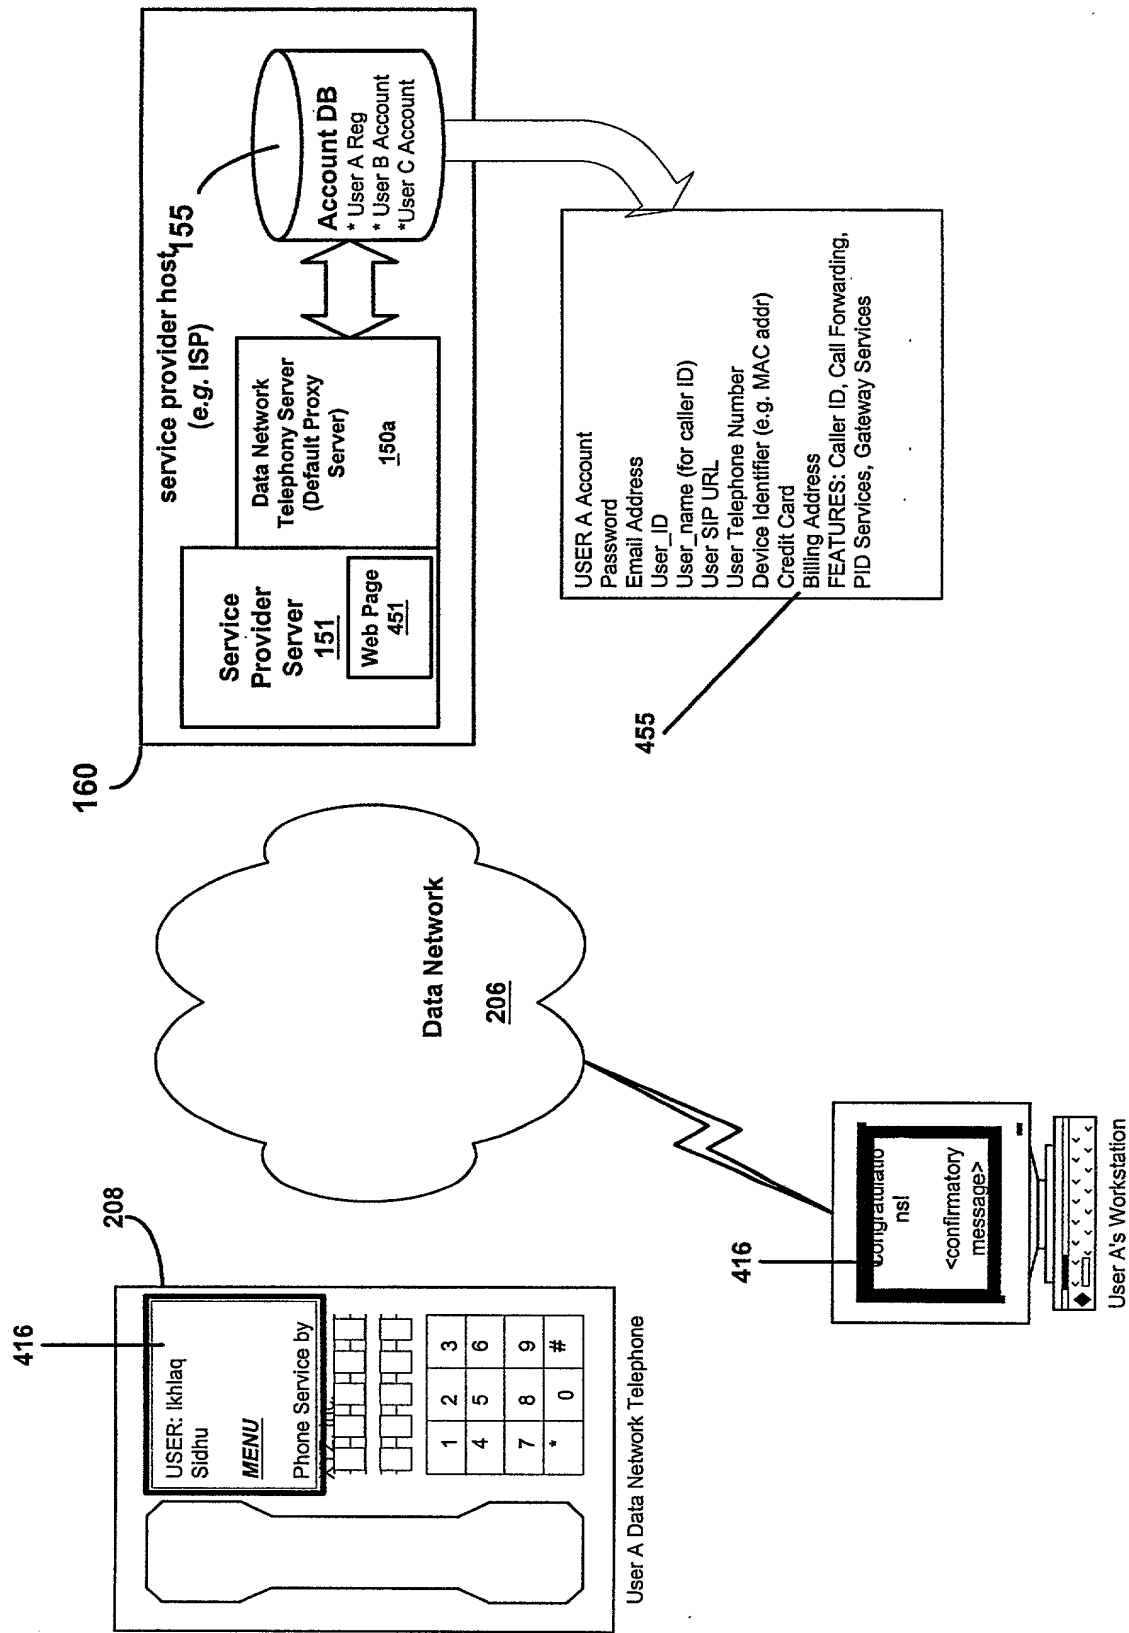 416
208
USER: Ikhlaq
Sidhu
MENU
Phone Service by
1 2 3
4 5 6
7 8 9
* 0 #
User A Data Network Telephone
Data Network
206
416
ns!
<confirmatory
message>
User A's Workstation
160
service provider host
(e.g. ISP)
155
Service
Provider
Server
151
Web Page
451
Data Network
Telephony Server
(Default Proxy
Server)
150a
Account DB
* User A Reg
* User B Account
*User C Account
455
USER A Account
Password
Email Address
User_ID
User_name (for caller ID)
User SIP URL
User Telephone Number
Device Identifier (e.g. MAC addr)
Credit Card
Billing Address
FEATURES: Caller ID, Call Forwarding,
PID Services, Gateway Services